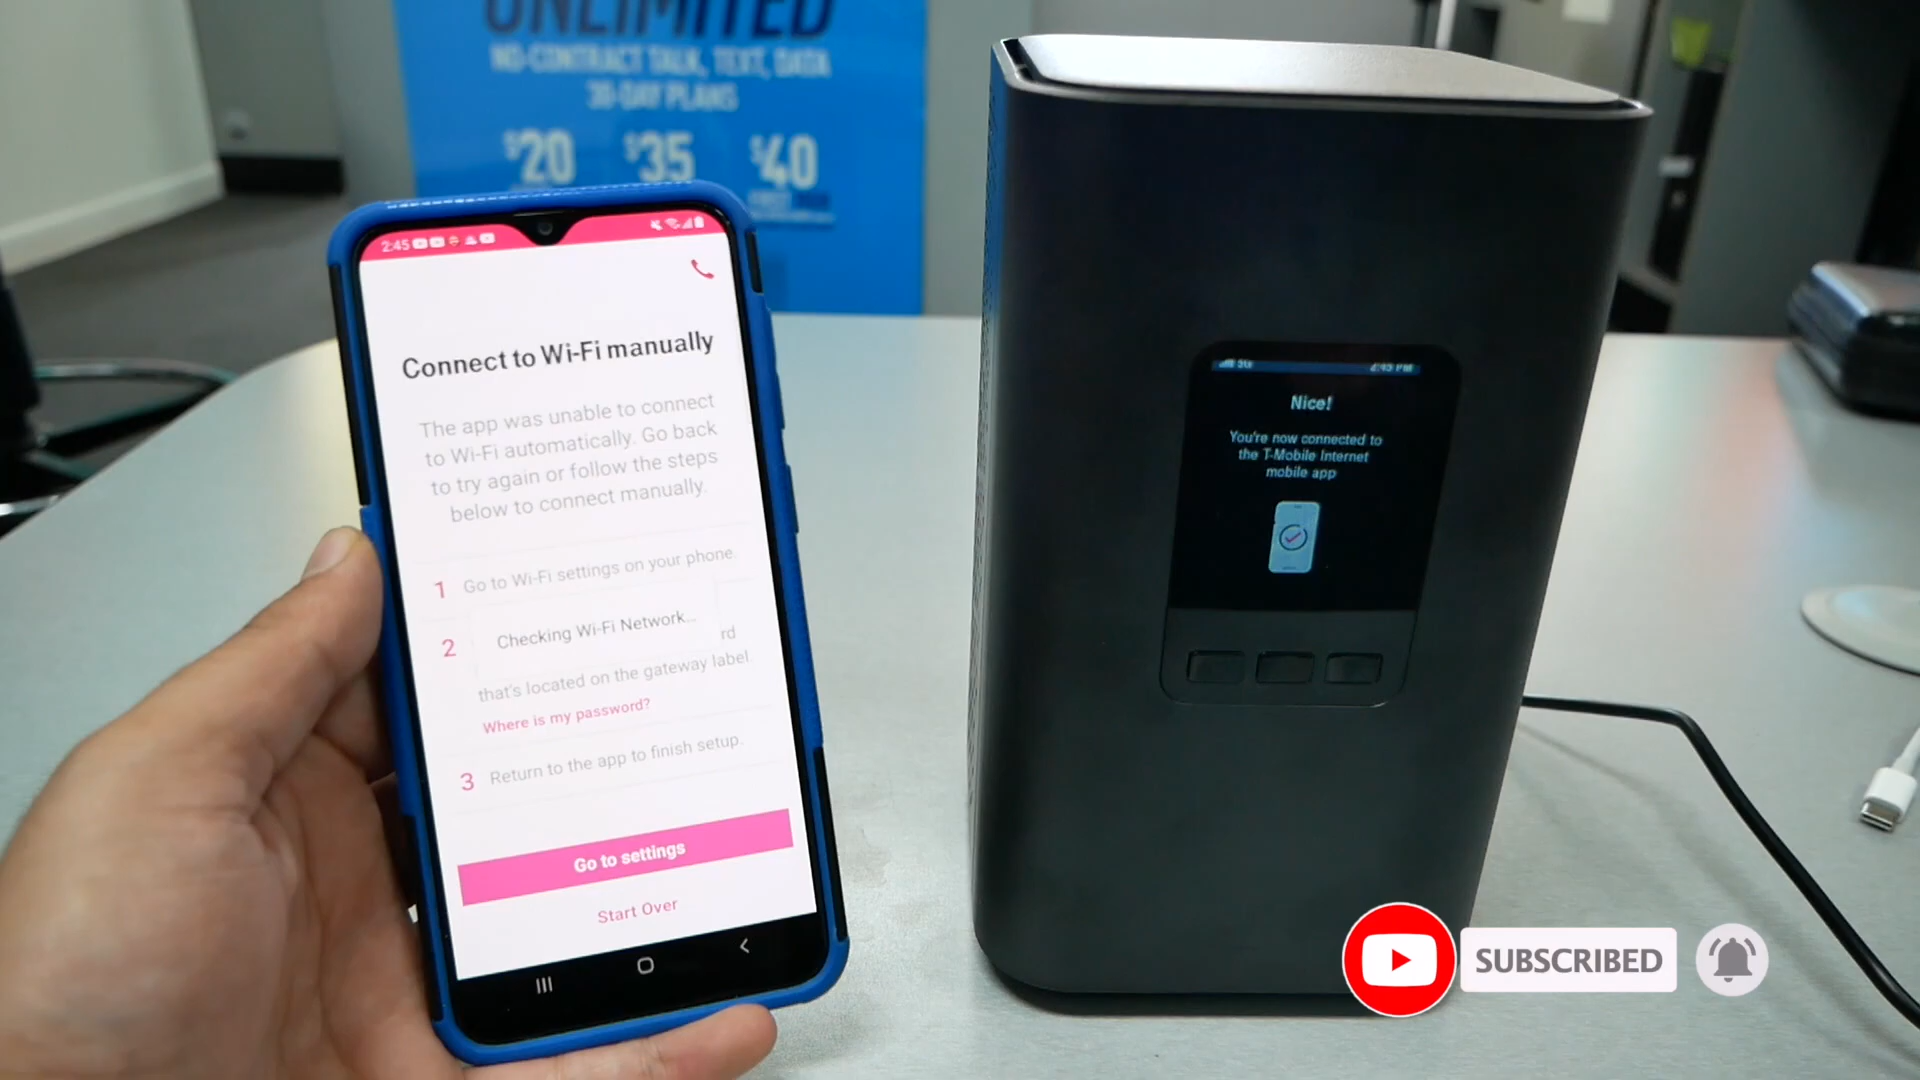 UNLIMITED
NO-CONTRACT TALK, TEXT, DATA
30-DAY PLANS
$20 $35 $40
2:45
Connect to Wi-Fi manually
The app was unable to connect
to Wi-Fi automatically. Go back
to try again or follow the steps
below to connect manually.
1 Go to Wi-Fi settings on your phone.
2 Checking Wi-Fi Network...
rd
that's located on the gateway label.
Where is my password?
3 Return to the app to finish setup.
Go to settings
Start Over
5G 2:45 PM
Nice!
You're now connected to
the T-Mobile Internet
mobile app
SUBSCRIBED